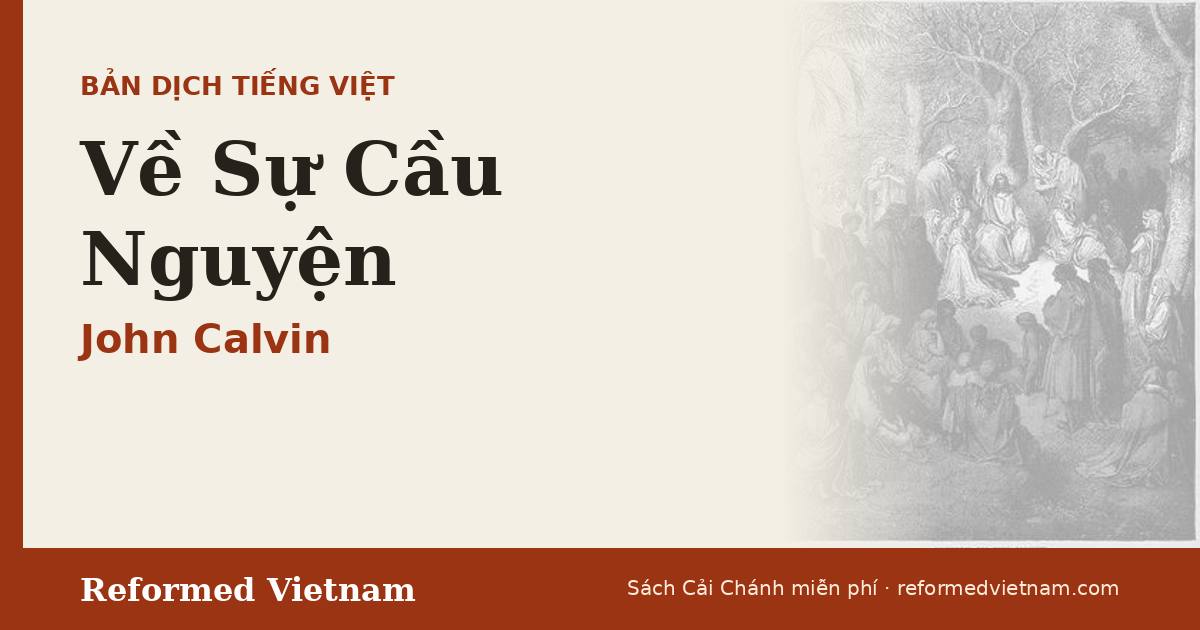 BẢN DỊCH TIẾNG VIỆT
Về Sự Cầu
Nguyện
John Calvin
Reformed Vietnam
Sách Cải Chánh miễn phí · reformedvietnam.com